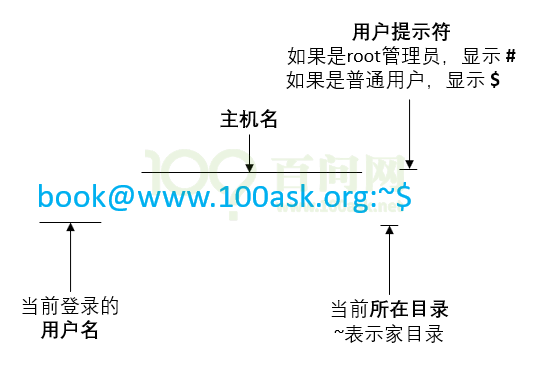 用户提示符
如果是root管理员，显示 #
如果是普通用户，显示 $
主机名
100 百问网
book@www.100ask.org:~$
当前登录的
用户名
当前所在目录
~表示家目录